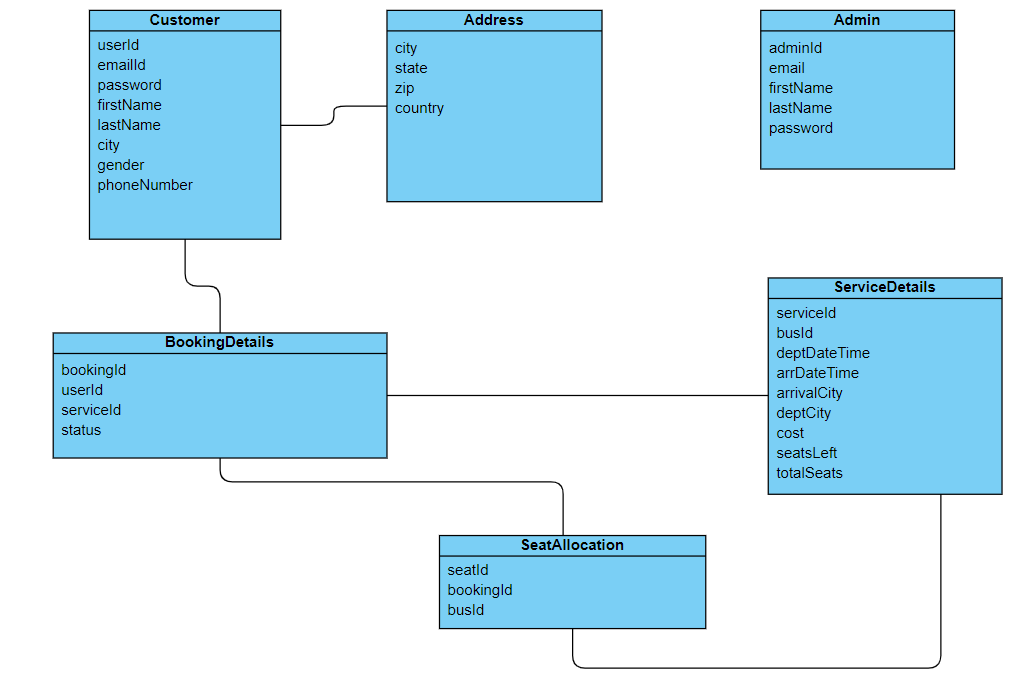 Customer
userId
emailId
password
firstName
lastName
city
gender
phoneNumber
Address
city
state
zip
country
Admin
adminId
email
firstName
lastName
password
BookingDetails
bookingId
userId
serviceId
status
ServiceDetails
serviceId
busId
deptDateTime
arrDateTime
arrivalCity
deptCity
cost
seatsLeft
totalSeats
SeatAllocation
seatId
bookingId
busId